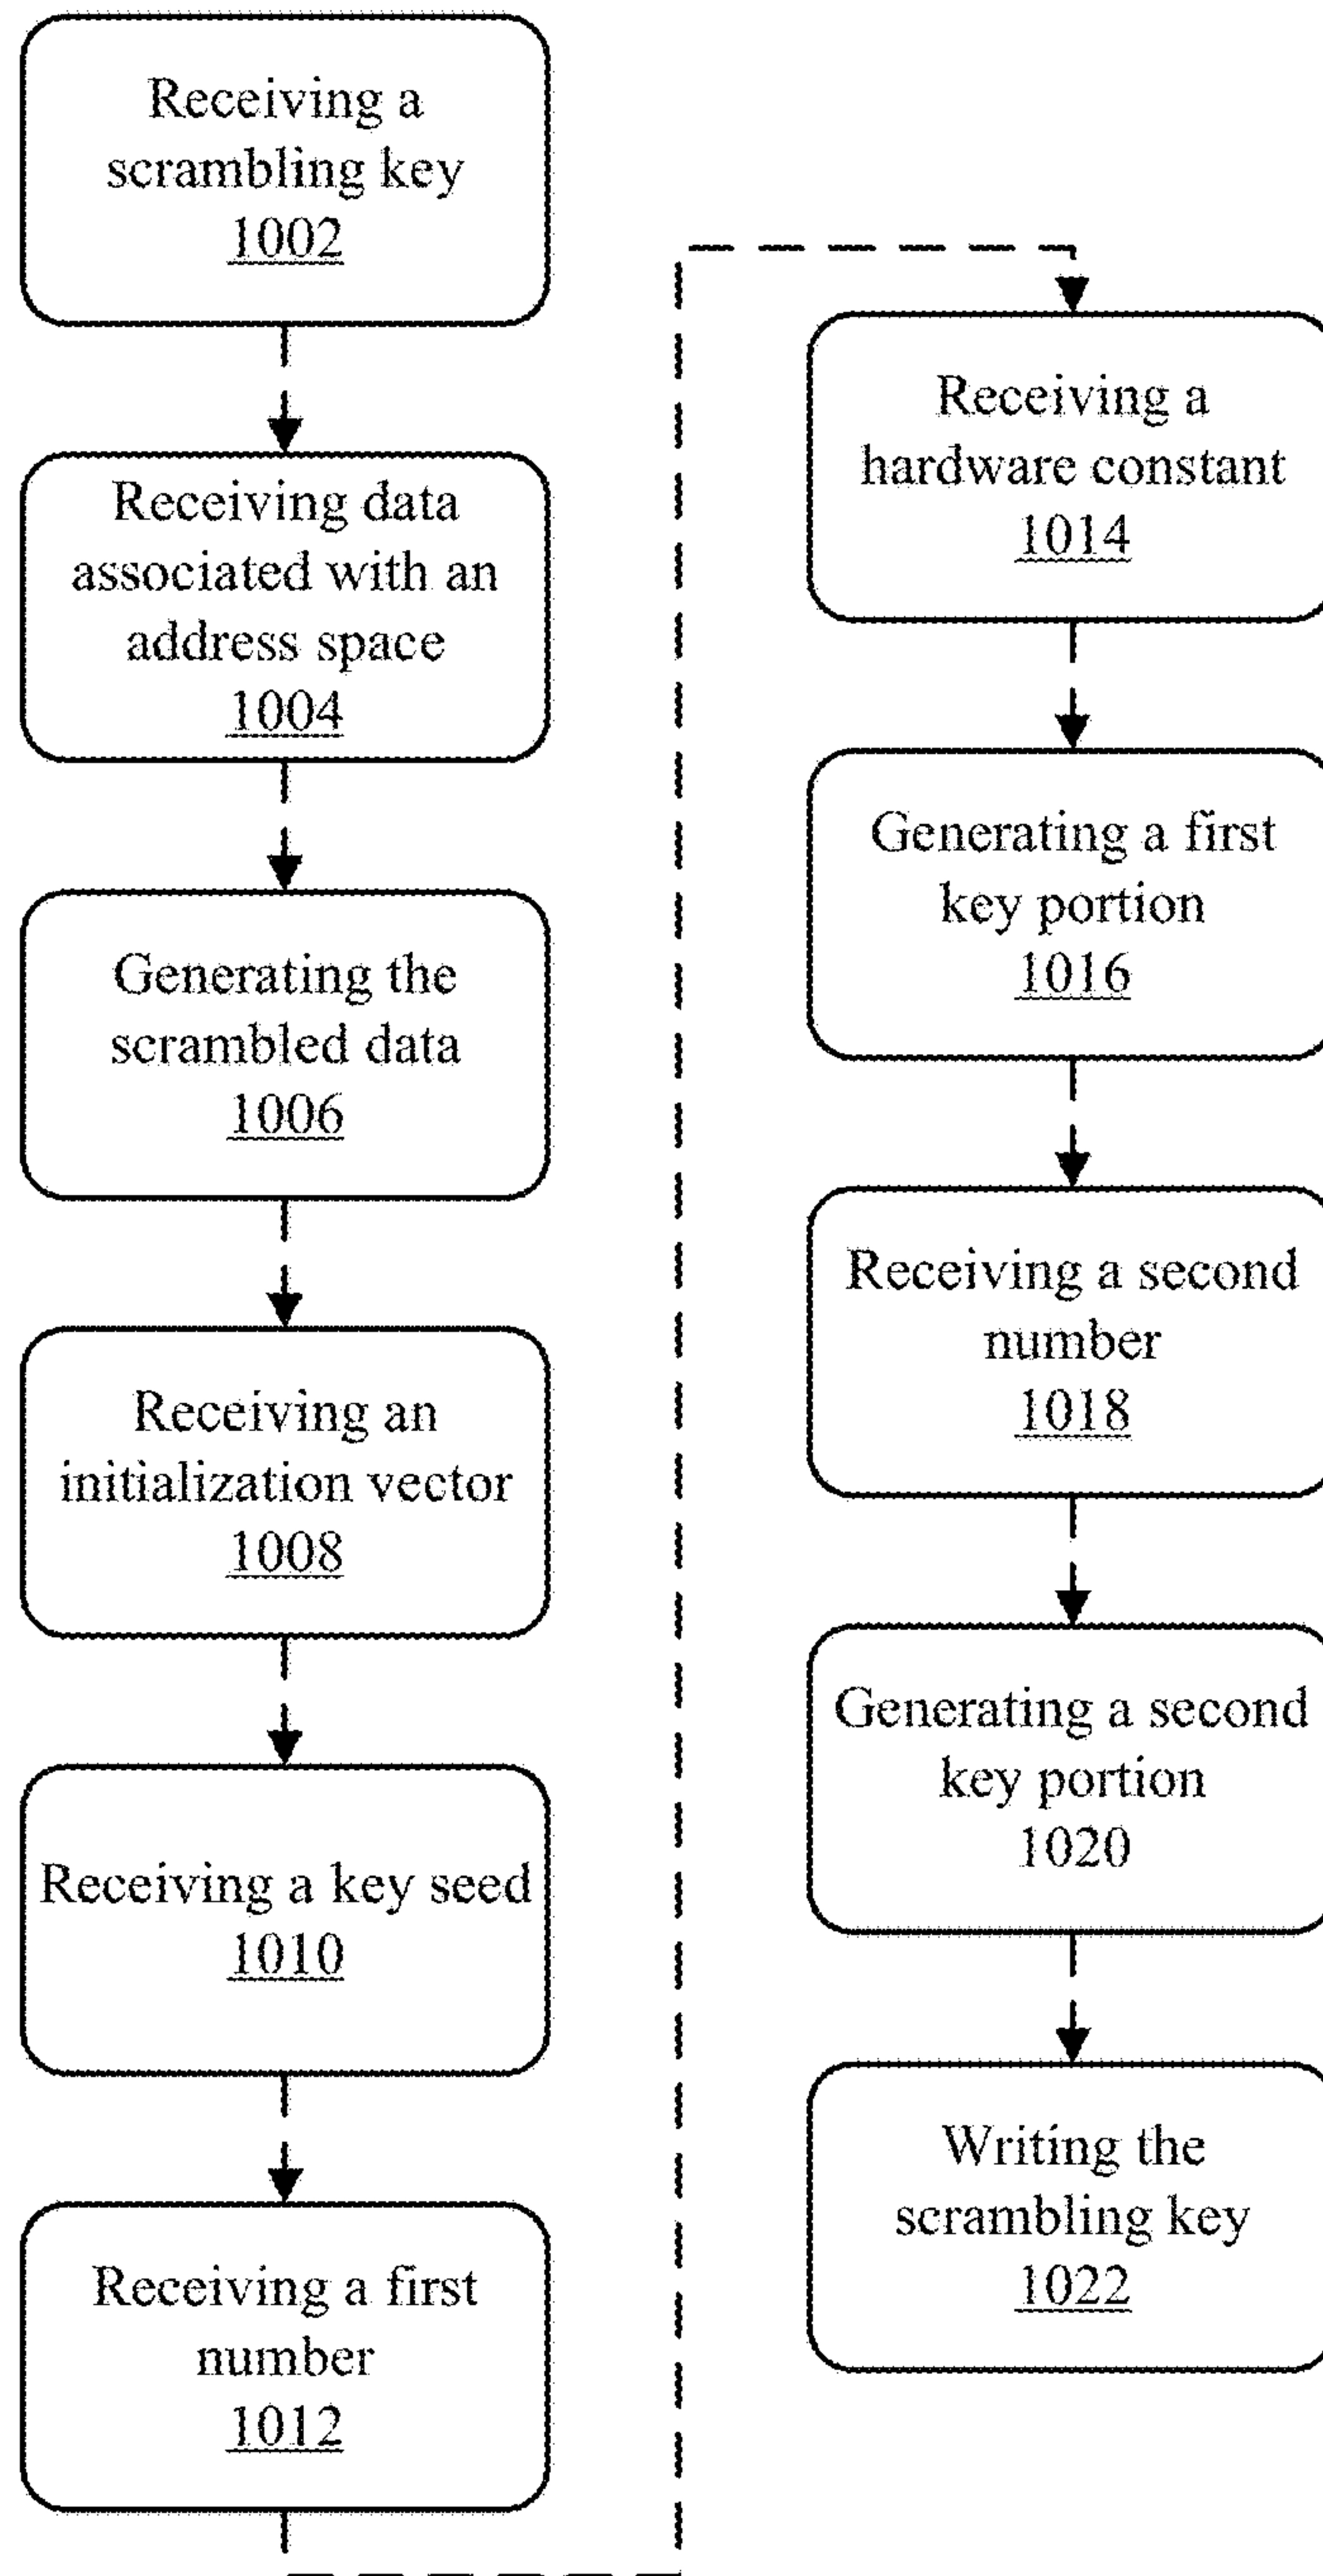 Receiving a
scrambling key
1002
Receiving data
associated with an
address space
1004
Generating the
scrambled data
1006
Receiving an
initialization vector
1008
Receiving a key seed
1010
Receiving a first
number
1012
Receiving a
hardware constant
1014
Generating a first
key portion
1016
Receiving a second
number
1018
Generating a second
key portion
1020
Writing the
scrambling key
1022